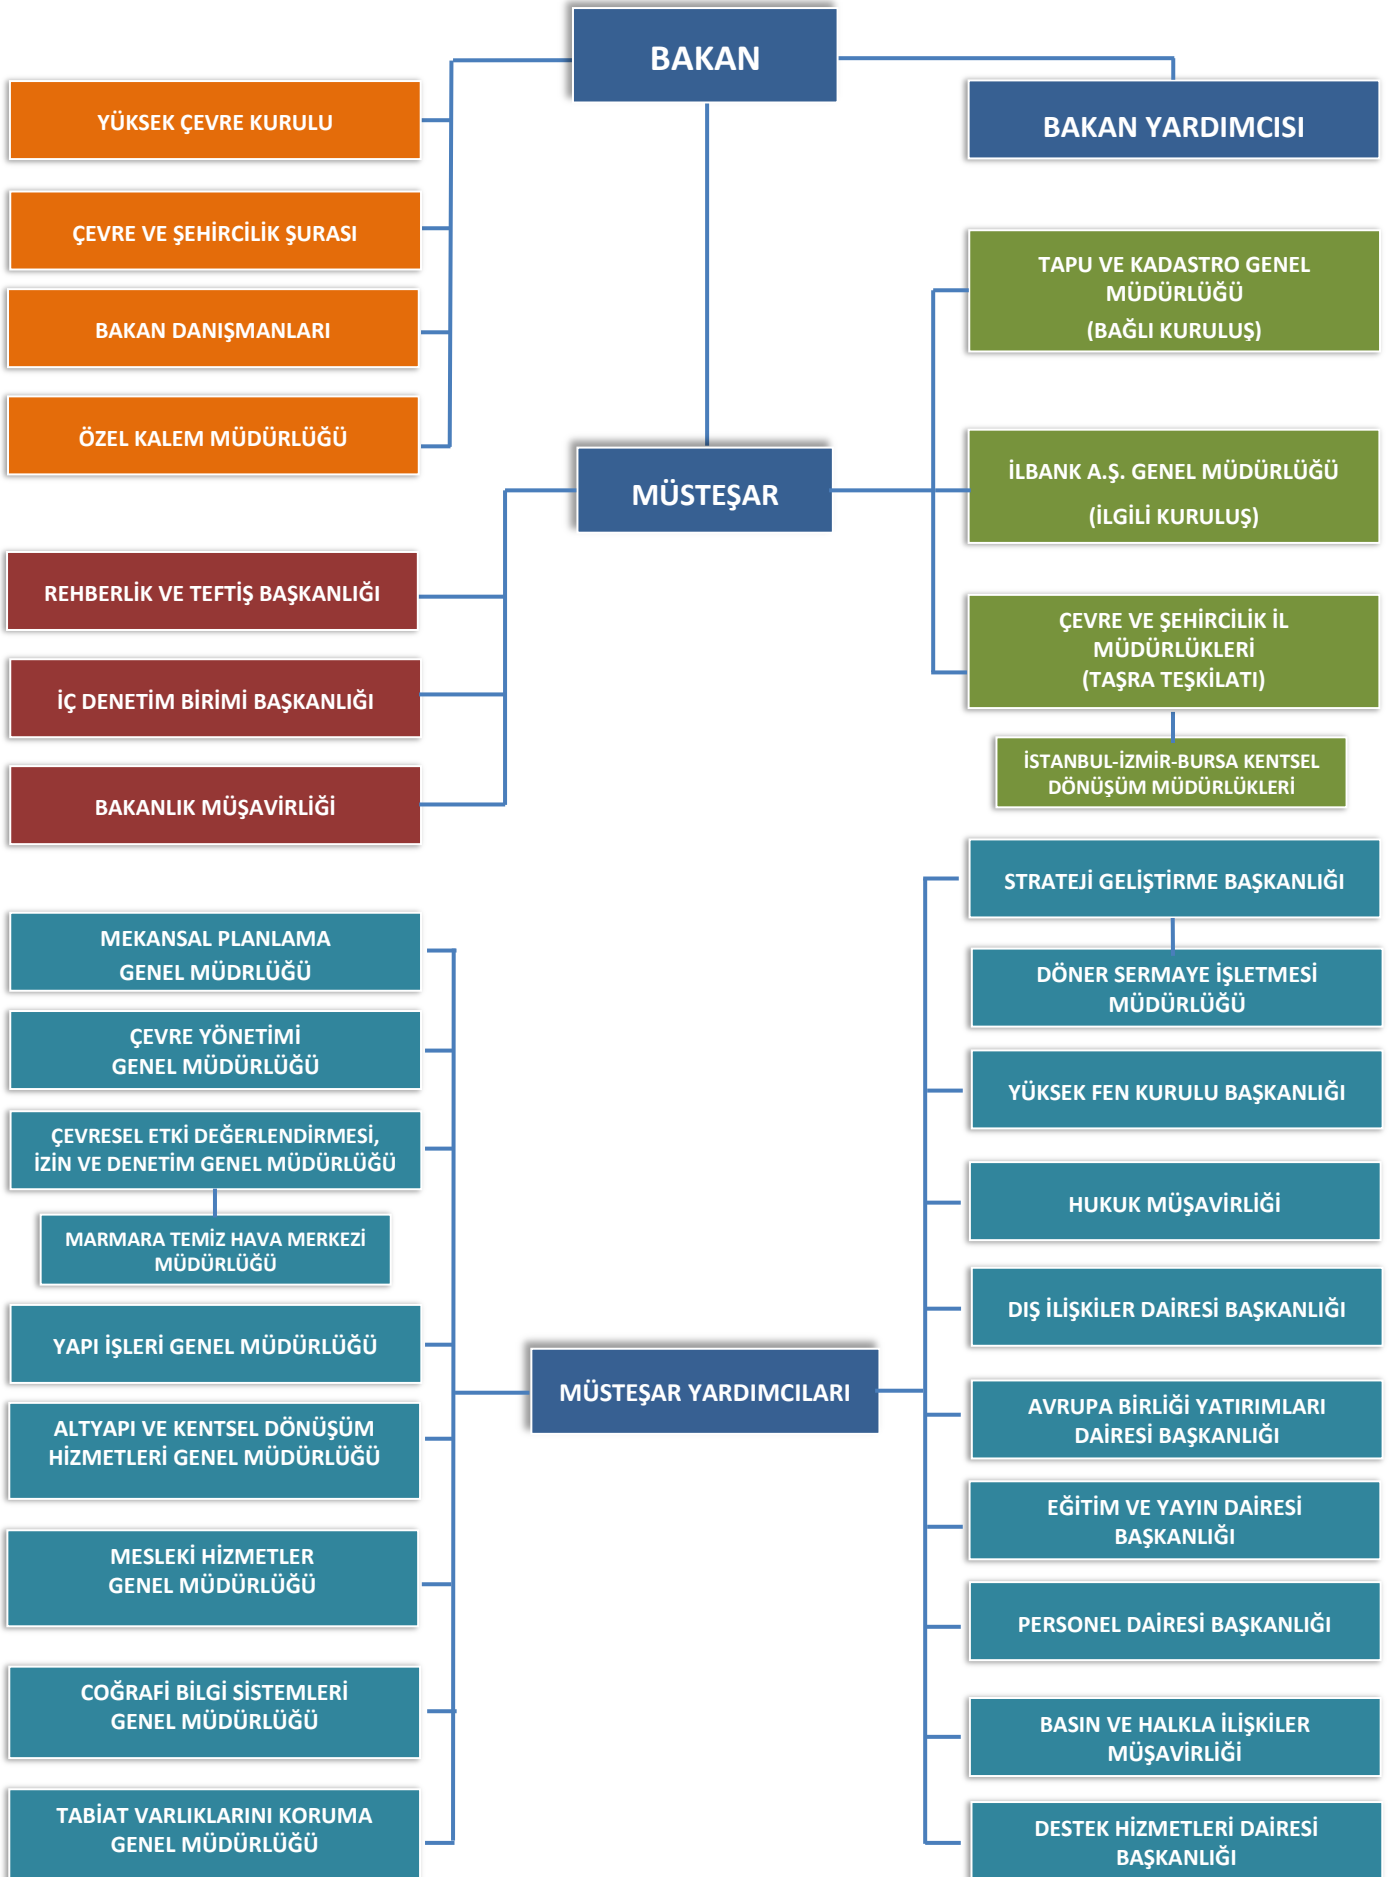 BAKAN
BAKAN YARDIMCISI
YÜKSEK ÇEVRE KURULU
ÇEVRE VE ŞEHİRCİLİK ŞURASI
BAKAN DANIŞMANLARI
ÖZEL KALEM MÜDÜRLÜĞÜ
TAPU VE KADASTRO GENEL
MÜDÜRLÜĞÜ
(BAĞLI KURULUŞ)
MÜSTEŞAR
İLBANK A.Ş. GENEL MÜDÜRLÜĞÜ
(İLGİLİ KURULUŞ)
REHBERLİK VE TEFTİŞ BAŞKANLIĞI
İÇ DENETİM BİRİMİ BAŞKANLIĞI
BAKANLIK MÜŞAVİRLİĞİ
ÇEVRE VE ŞEHİRCİLİK İL
MÜDÜRLÜKLERİ
(TAŞRA TEŞKİLATI)
İSTANBUL-İZMİR-BURSA KENTSEL
DÖNÜŞÜM MÜDÜRLÜKLERİ
MEKANSAL PLANLAMA
GENEL MÜDRLÜĞÜ
ÇEVRE YÖNETİMİ
GENEL MÜDÜRLÜĞÜ
ÇEVRESEL ETKİ DEĞERLENDİRMESİ,
İZİN VE DENETİM GENEL MÜDÜRLÜĞÜ
MARMARA TEMİZ HAVA MERKEZİ
MÜDÜRLÜĞÜ
YAPI İŞLERİ GENEL MÜDÜRLÜĞÜ
ALTYAPI VE KENTSEL DÖNÜŞÜM
HİZMETLERİ GENEL MÜDÜRLÜĞÜ
MESLEKİ HİZMETLER
GENEL MÜDÜRLÜĞÜ
COĞRAFİ BİLGİ SİSTEMLERİ
GENEL MÜDÜRLÜĞÜ
TABİAT VARLIKLARINI KORUMA
GENEL MÜDÜRLÜĞÜ
MÜSTEŞAR YARDIMCILARI
STRATEJİ GELİŞTİRME BAŞKANLIĞI
DÖNER SERMAYE İŞLETMESİ
MÜDÜRLÜĞÜ
YÜKSEK FEN KURULU BAŞKANLIĞI
HUKUK MÜŞAVİRLİĞİ
DIŞ İLİŞKİLER DAİRESİ BAŞKANLIĞI
AVRUPA BİRLİĞİ YATIRIMLARI
DAİRESİ BAŞKANLIĞI
EĞİTİM VE YAYIN DAİRESİ
BAŞKANLIĞI
PERSONEL DAİRESİ BAŞKANLIĞI
BASIN VE HALKLA İLİŞKİLER
MÜŞAVİRLİĞİ
DESTEK HİZMETLERİ DAİRESİ
BAŞKANLIĞI